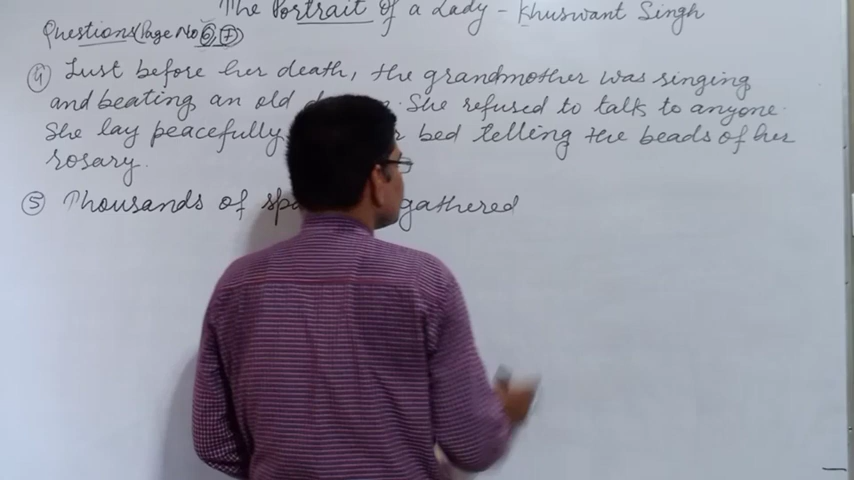 The Portrait of a Lady - Khuswant Singh
Questions (Page No 6, 7)
4 Just before her death, the grandmother was singing
and beating an old She refused to talk to anyone.
She lay peacefully bed telling the beads of her
rosary.
5 Thousands of gathered